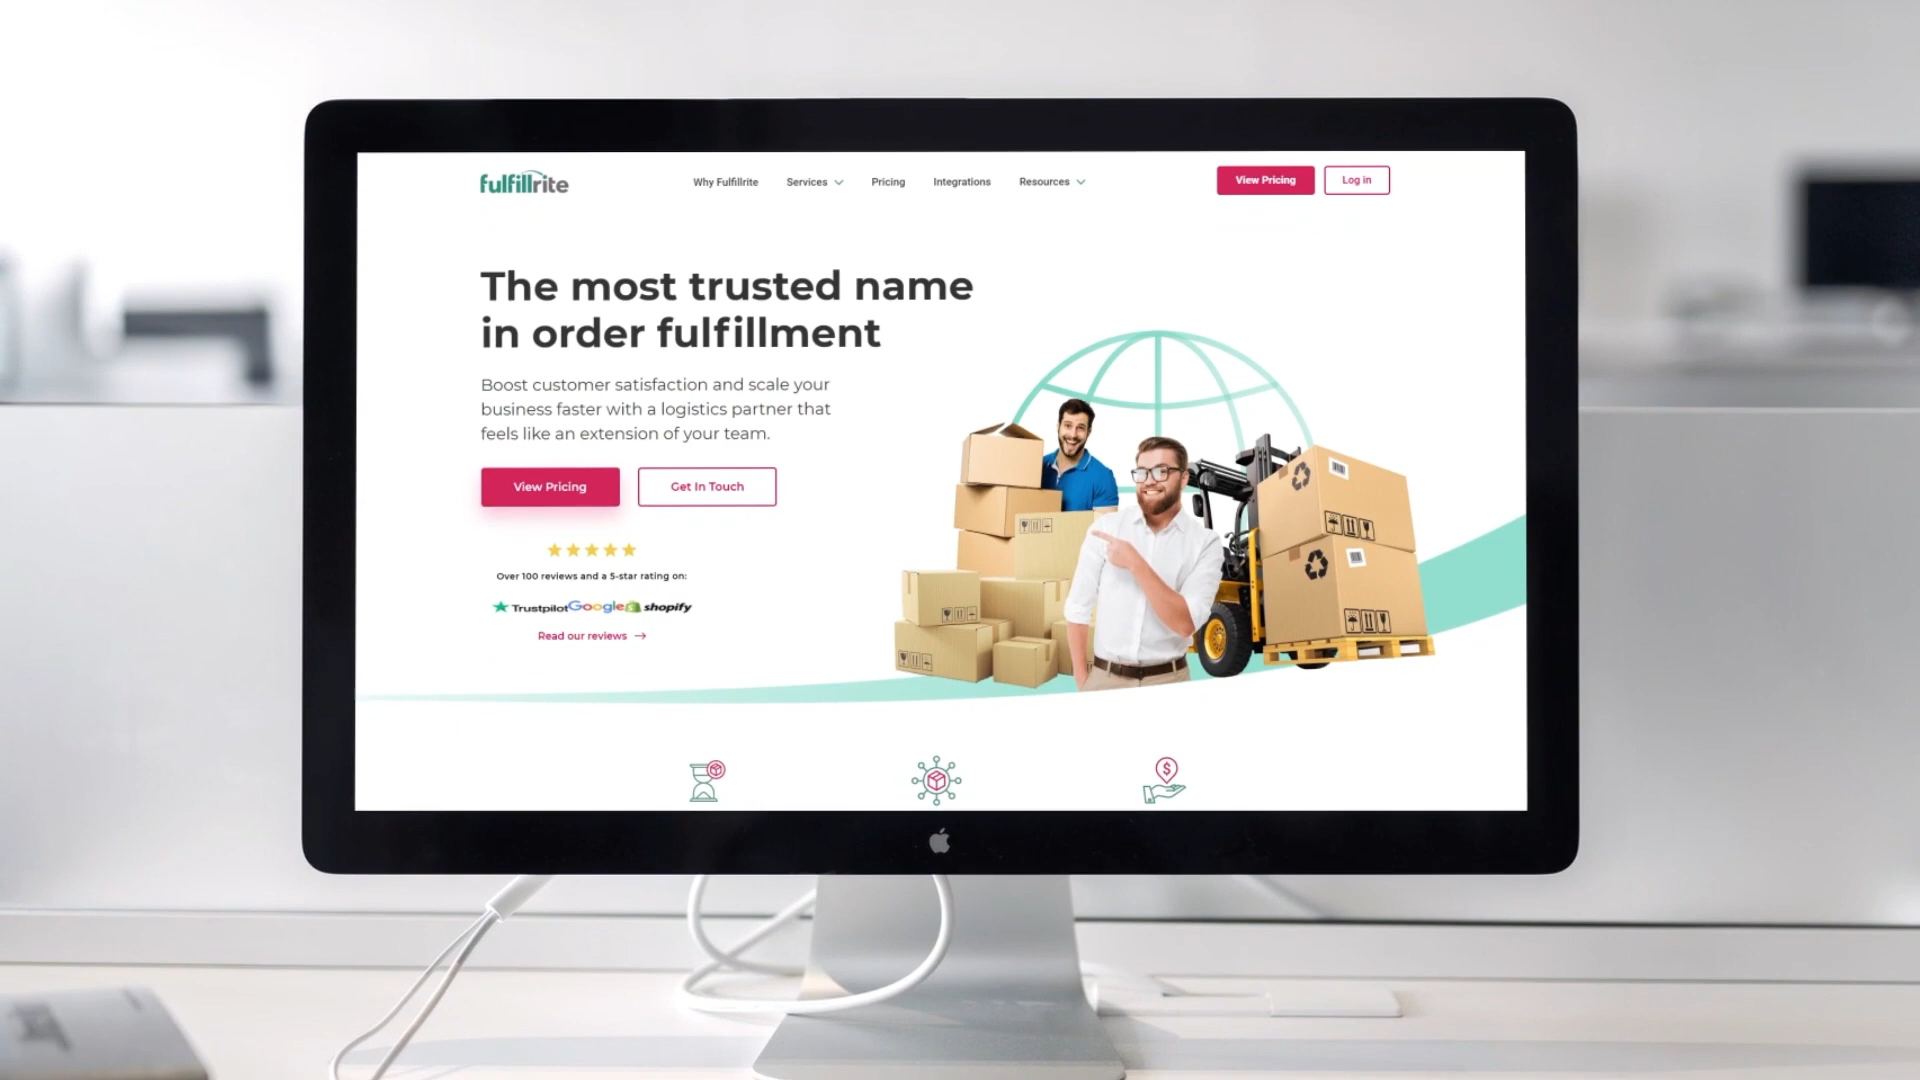 fulfillrite
Why Fulfillrite Services Pricing Integrations Resources View Pricing Log in
The most trusted name
in order fulfillment
Boost customer satisfaction and scale your
business faster with a logistics partner that
feels like an extension of your team.
View Pricing Get In Touch
Over 100 reviews and a 5-star rating on:
Trustpilot Google shopify
Read our reviews